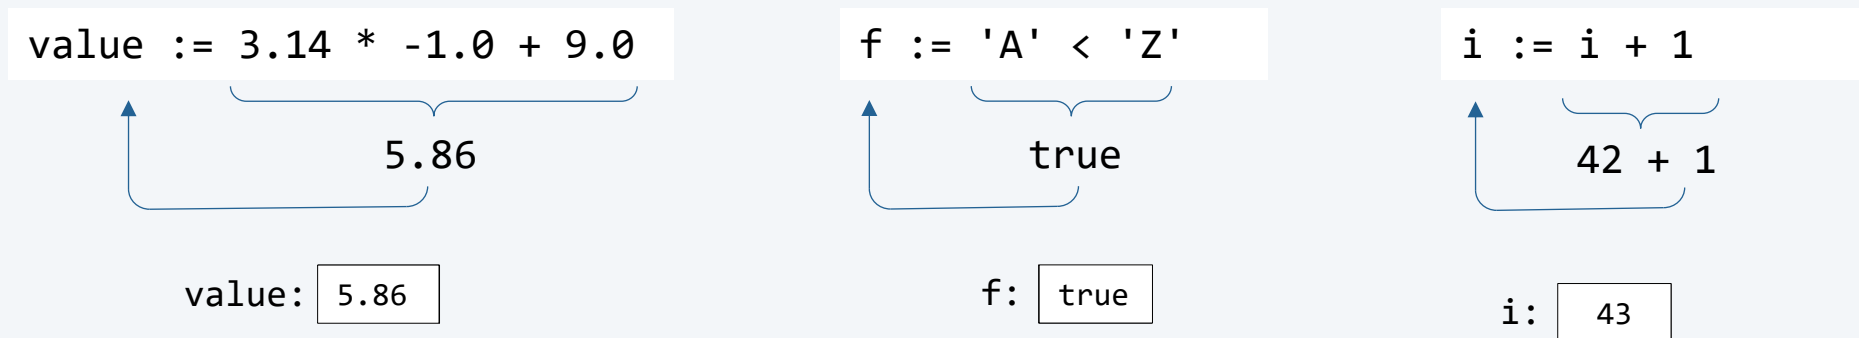 value := 3.14 * -1.0 + 9.0
5.86
value: 5.86
f := 'A' < 'Z'
true
f: true
i := i + 1
42 + 1
i: 43